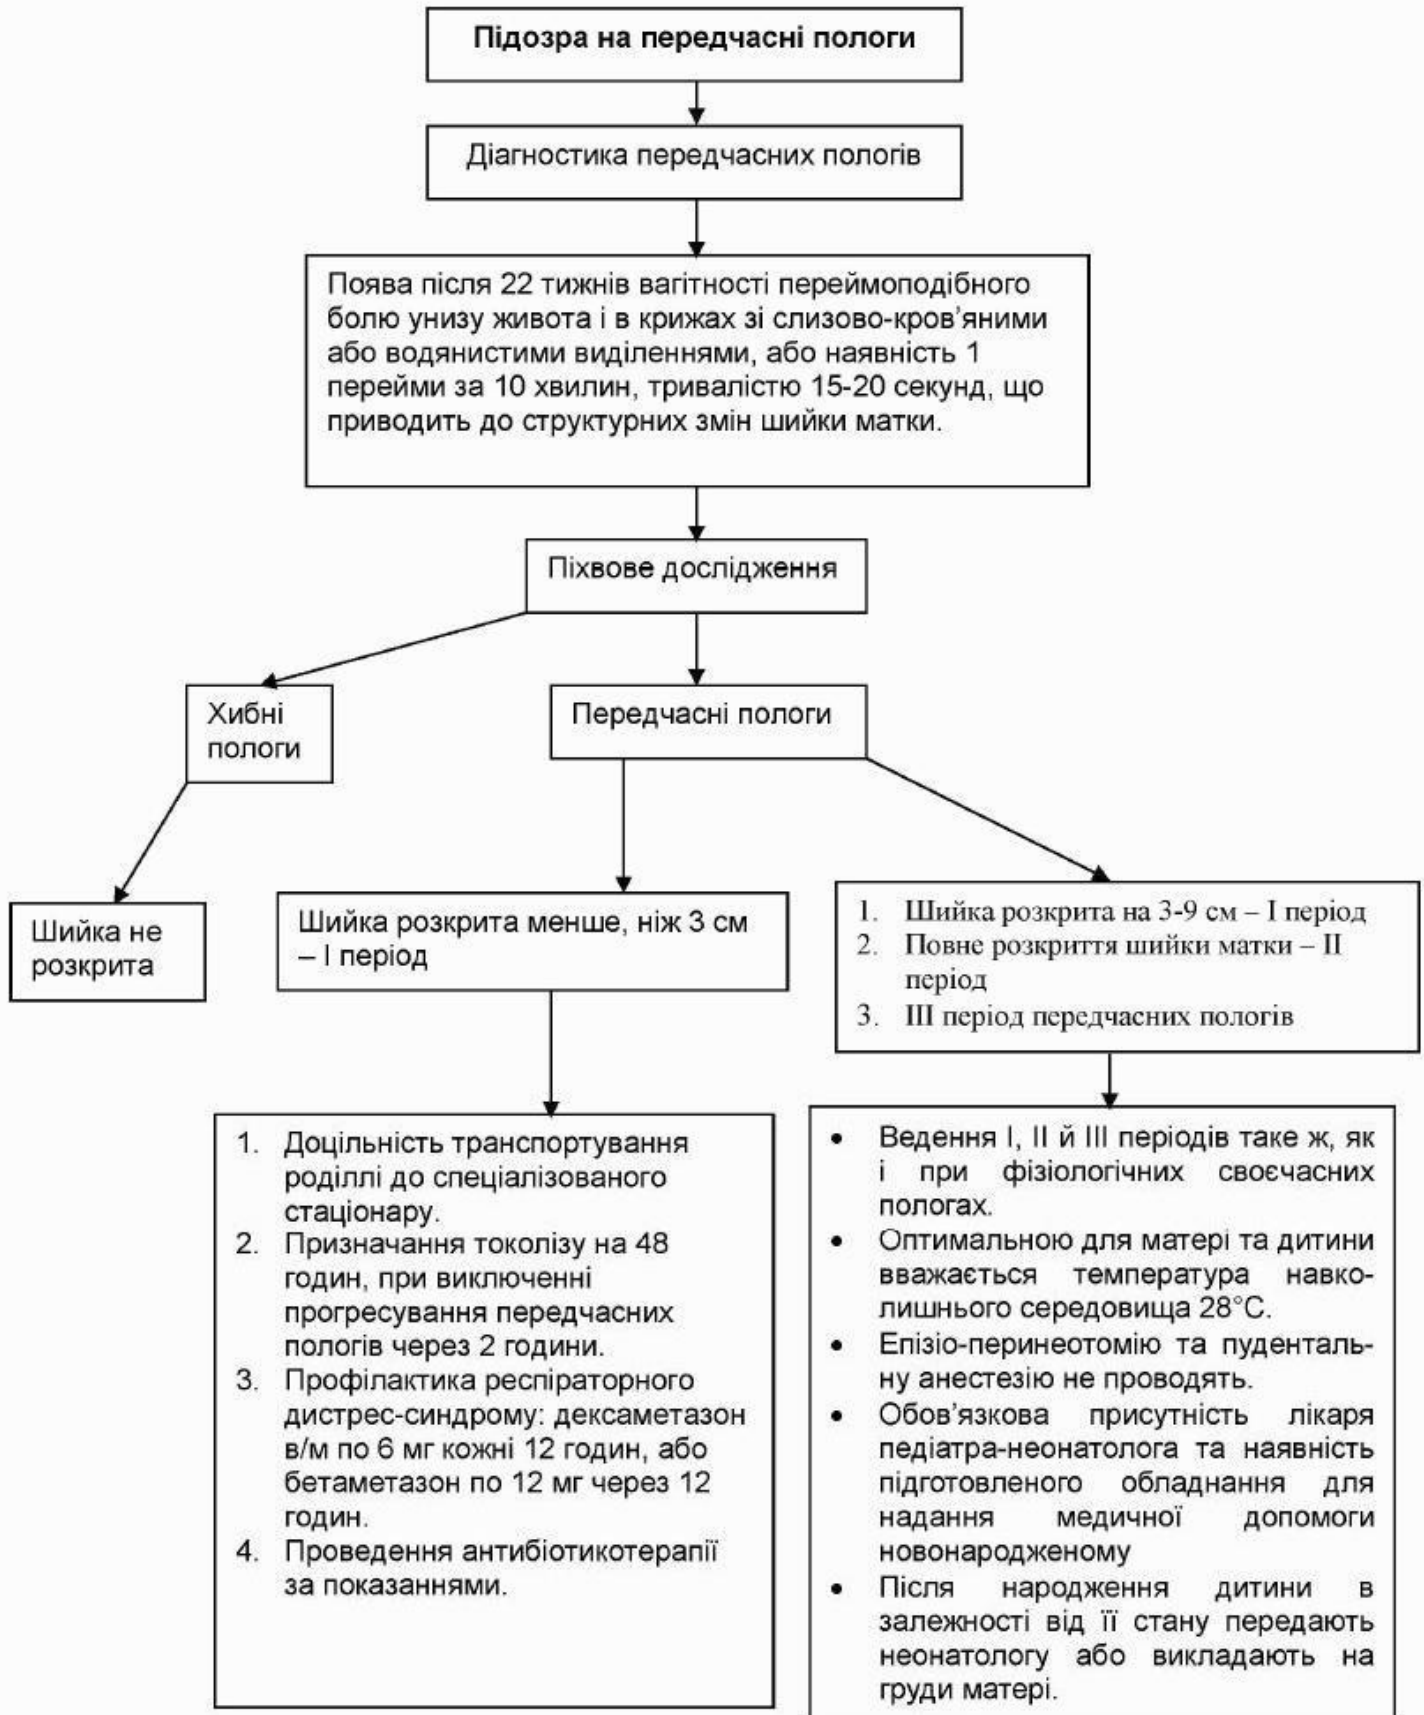 Підозра на передчасні пологи
Діагностика передчасних пологів
Поява після 22 тижнів вагітності переймоподібного
болю унизу живота і в крижах зі слизово-кров’яними
або водянистими виділеннями, або наявність 1
перейми за 10 хвилин, тривалістю 15-20 секунд, що
приводить до структурних змін шийки матки.
Піхвове дослідження
Хибні
пологи
Передчасні пологи
Шийка не
розкрита
Шийка розкрита менше, ніж 3 см
– І період
1. Шийка розкрита на 3-9 см – І період
2. Повне розкриття шийки матки – ІІ
період
3. ІІІ період передчасних пологів
1. Доцільність транспортування
роділлі до спеціалізованого
стаціонару.
2. Призначання токолізу на 48
годин, при виключенні
прогресування передчасних
пологів через 2 години.
3. Профілактика респіраторного
дистрес-синдрому: дексаметазон
в/м по 6 мг кожні 12 годин, або
бетаметазон по 12 мг через 12
годин.
4. Проведення антибіотикотерапії
за показаннями.
• Ведення І, ІІ й ІІІ періодів таке ж, як
і при фізіологічних своєчасних
пологах.
• Оптимальною для матері та дитини
вважається температура навко-
лишнього середовища 28°С.
• Епізіо-перинеотомію та пуденталь-
ну анестезію не проводять.
• Обов’язкова присутність лікаря
педіатра-неонатолога та наявність
підготовленого обладнання для
надання медичної допомоги
новонародженому
• Після народження дитини в
залежності від її стану передають
неонатологу або викладають на
груди матері.